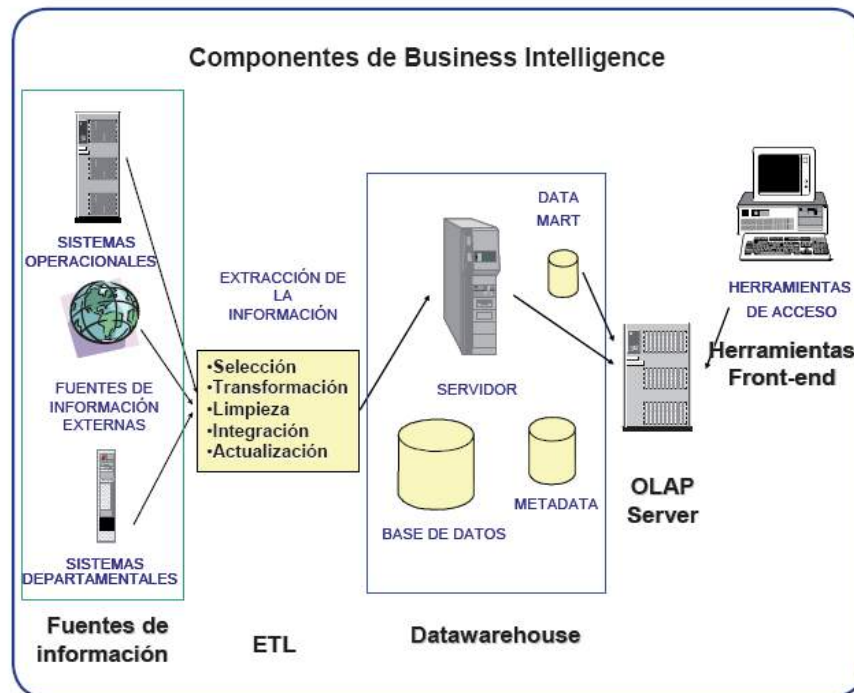 Componentes de Business Intelligence
SISTEMAS
OPERACIONALES
FUENTES DE
INFORMACIÓN
EXTERNAS
SISTEMAS
DEPARTAMENTALES
Fuentes de
información
EXTRACCIÓN DE
LA
INFORMACIÓN
•Selección
•Transformación
•Limpieza
•Integración
•Actualización
ETL
DATA
MART
SERVIDOR
BASE DE DATOS
METADATA
Datawarehouse
OLAP
Server
HERRAMIENTAS
DE ACCESO
Herramientas
Front-end